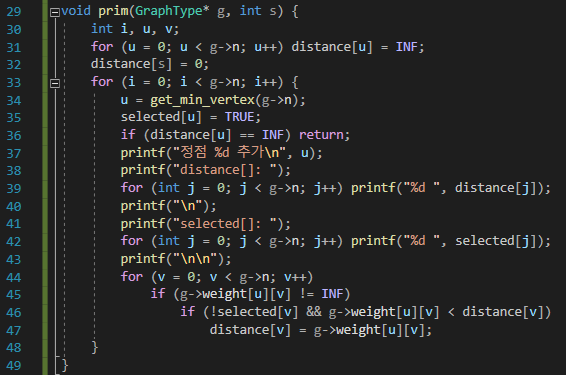 29 void prim(GraphType* g, int s) {
30 int i, u, v;
31 for (u = 0; u < g->n; u++) distance[u] = INF;
32 distance[s] = 0;
33 for (i = 0; i < g->n; i++) {
34 u = get_min_vertex(g->n);
35 selected[u] = TRUE;
36 if (distance[u] == INF) return;
37 printf("정점 %d 추가\n", u);
38 printf("distance[]: ");
39 for (int j = 0; j < g->n; j++) printf("%d ", distance[j]);
40 printf("\n");
41 printf("selected[]: ");
42 for (int j = 0; j < g->n; j++) printf("%d ", selected[j]);
43 printf("\n\n");
44 for (v = 0; v < g->n; v++)
45 if (g->weight[u][v] != INF)
46 if (!selected[v] && g->weight[u][v] < distance[v])
47 distance[v] = g->weight[u][v];
48 }
49 }